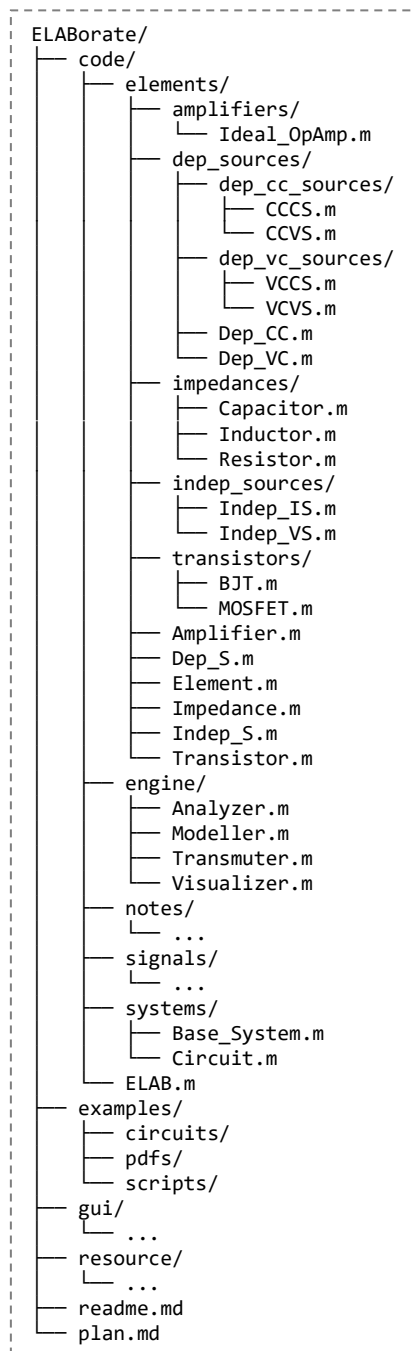 ELABorate/
├── code/
│   ├── elements/
│   │   ├── amplifiers/
│   │   │   └── Ideal_OpAmp.m
│   │   ├── dep_sources/
│   │   │   ├── dep_cc_sources/
│   │   │   │   ├── CCCS.m
│   │   │   │   └── CCVS.m
│   │   │   ├── dep_vc_sources/
│   │   │   │   ├── VCCS.m
│   │   │   │   └── VCVS.m
│   │   │   ├── Dep_CC.m
│   │   │   └── Dep_VC.m
│   │   ├── impedances/
│   │   │   ├── Capacitor.m
│   │   │   ├── Inductor.m
│   │   │   └── Resistor.m
│   │   ├── indep_sources/
│   │   │   ├── Indep_IS.m
│   │   │   └── Indep_VS.m
│   │   ├── transistors/
│   │   │   ├── BJT.m
│   │   │   └── MOSFET.m
│   │   ├── Amplifier.m
│   │   ├── Dep_S.m
│   │   ├── Element.m
│   │   ├── Impedance.m
│   │   ├── Indep_S.m
│   │   └── Transistor.m
│   ├── engine/
│   │   ├── Analyzer.m
│   │   ├── Modeller.m
│   │   ├── Transmuter.m
│   │   └── Visualizer.m
│   ├── notes/
│   │   └── ...
│   ├── signals/
│   │   └── ...
│   ├── systems/
│   │   ├── Base_System.m
│   │   └── Circuit.m
│   └── ELAB.m
├── examples/
│   ├── circuits/
│   ├── pdfs/
│   └── scripts/
├── gui/
│   └── ...
├── resource/
│   └── ...
├── readme.md
└── plan.md